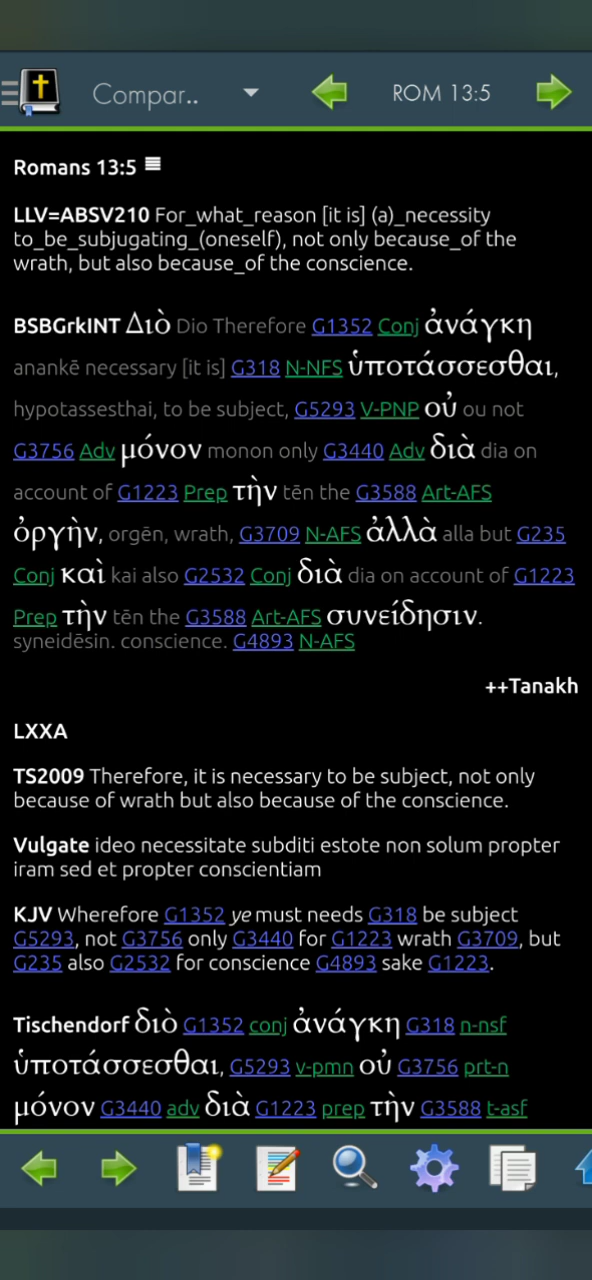 Compar..
ROM 13:5
Romans 13:5
LLV=ABSV210 For_what_reason [it is] (a)_necessity
to_be_subjugating_(oneself), not only because_of the
wrath, but also because_of the conscience.
BSBGrkINT Διὸ Dio Therefore G1352 Conj ἀνάγκη
anankē necessary [it is] G318 N-NFS ὑποτάσσεσθαι,
hypotassesthai, to be subject, G5293 V-PNP οὐ ou not
G3756 Adv μόνον monon only G3440 Adv διὰ dia on
account of G1223 Prep τὴν tēn the G3588 Art-AFS
ὀργὴν, orgēn, wrath, G3709 N-AFS ἀλλὰ alla but G235
Conj καὶ kai also G2532 Conj διὰ dia on account of G1223
Prep τὴν tēn the G3588 Art-AFS συνείδησιν.
syneidēsin. conscience. G4893 N-AFS
++Tanakh
LXXA
TS2009 Therefore, it is necessary to be subject, not only
because of wrath but also because of the conscience.
Vulgate ideo necessitate subditi estote non solum propter
iram sed et propter conscientiam
KJV Wherefore G1352 ye must needs G318 be subject
G5293, not G3756 only G3440 for G1223 wrath G3709, but
G235 also G2532 for conscience G4893 sake G1223.
Tischendorf διὸ G1352 conj ἀνάγκη G318 n-nsf
ὑποτάσσεσθαι, G5293 v-pmn οὐ G3756 prt-n
μόνον G3440 adv διὰ G1223 prep τὴν G3588 t-asf